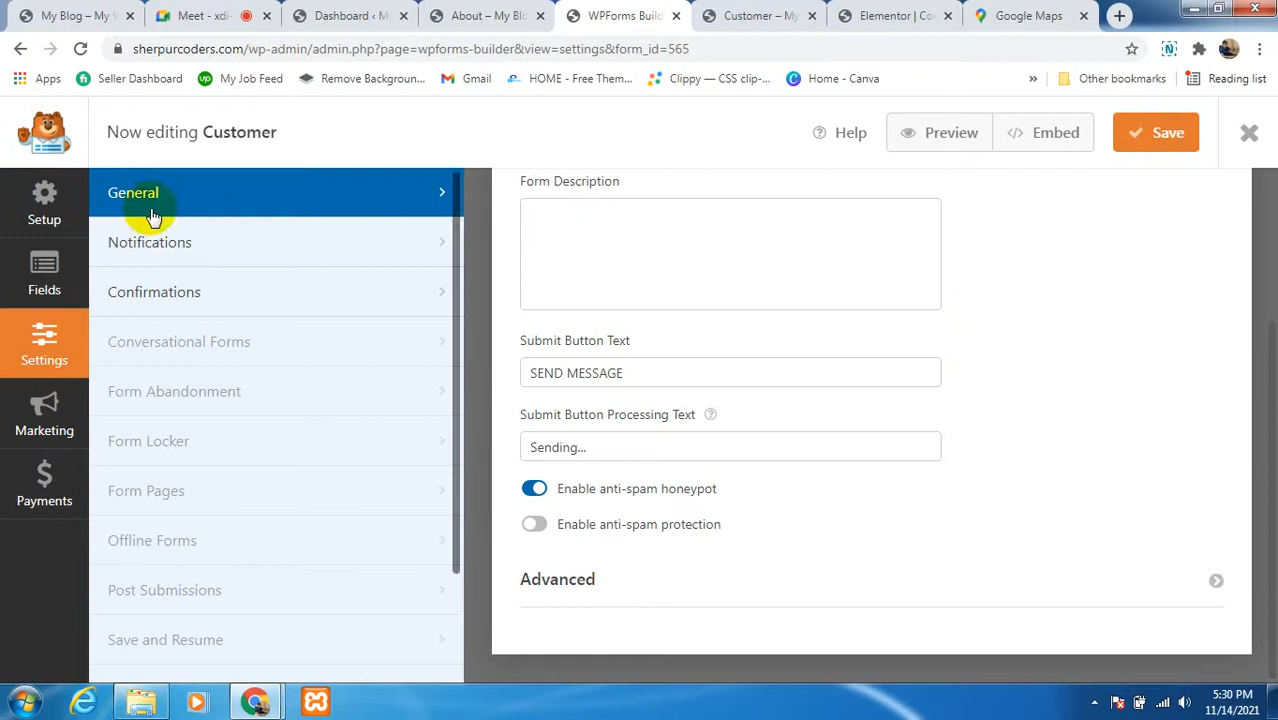 My Blog – My W
Meet - xdi-
Dashboard ‹ M
About – My Bl
WPForms Buil
Customer – My
Elementor | C
Google Maps
sherpurcoders.com/wp-admin/admin.php?page=wpforms-builder&view=settings&form_id=565
Apps
Seller Dashboard
My Job Feed
Remove Backgroun...
Gmail
HOME - Free Them...
Clippy — CSS clip-...
Home - Canva
»
Other bookmarks
Reading list
Now editing Customer
Help
Preview
</> Embed
Save
Setup
Fields
Settings
Marketing
Payments
General
Notifications
Confirmations
Conversational Forms
Form Abandonment
Form Locker
Form Pages
Offline Forms
Post Submissions
Save and Resume
Form Description
Submit Button Text
SEND MESSAGE
Submit Button Processing Text
Sending...
Enable anti-spam honeypot
Enable anti-spam protection
Advanced
5:30 PM
11/14/2021